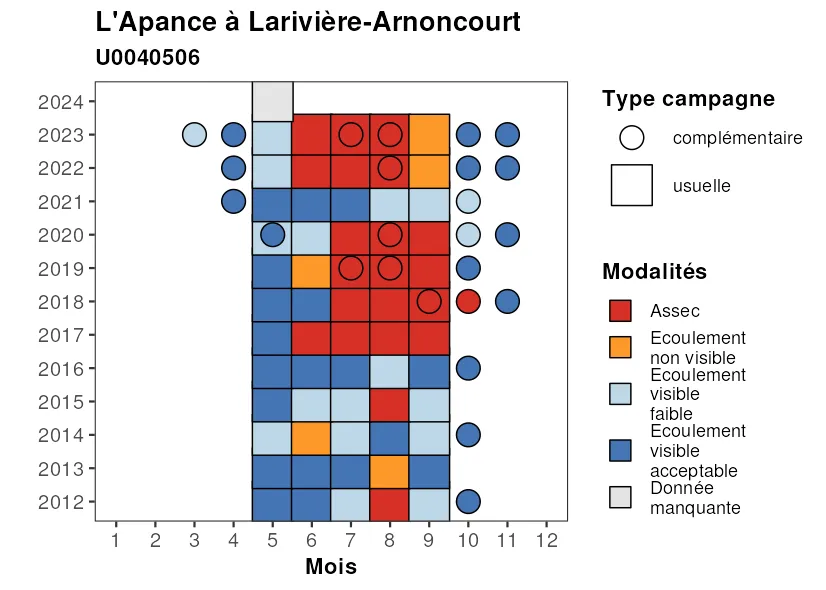 L'Apance à Larivière-Arnoncourt
U0040506
2024
2023
2022
2021
2020
2019
2018
2017
2016
2015
2014
2013
2012
1 2 3 4 5 6 7 8 9 10 11 12
Mois
Type campagne
complémentaire
usuelle
Modalités
Assec
Ecoulement
non visible
Ecoulement
visible
faible
Ecoulement
visible
acceptable
Donnée
manquante